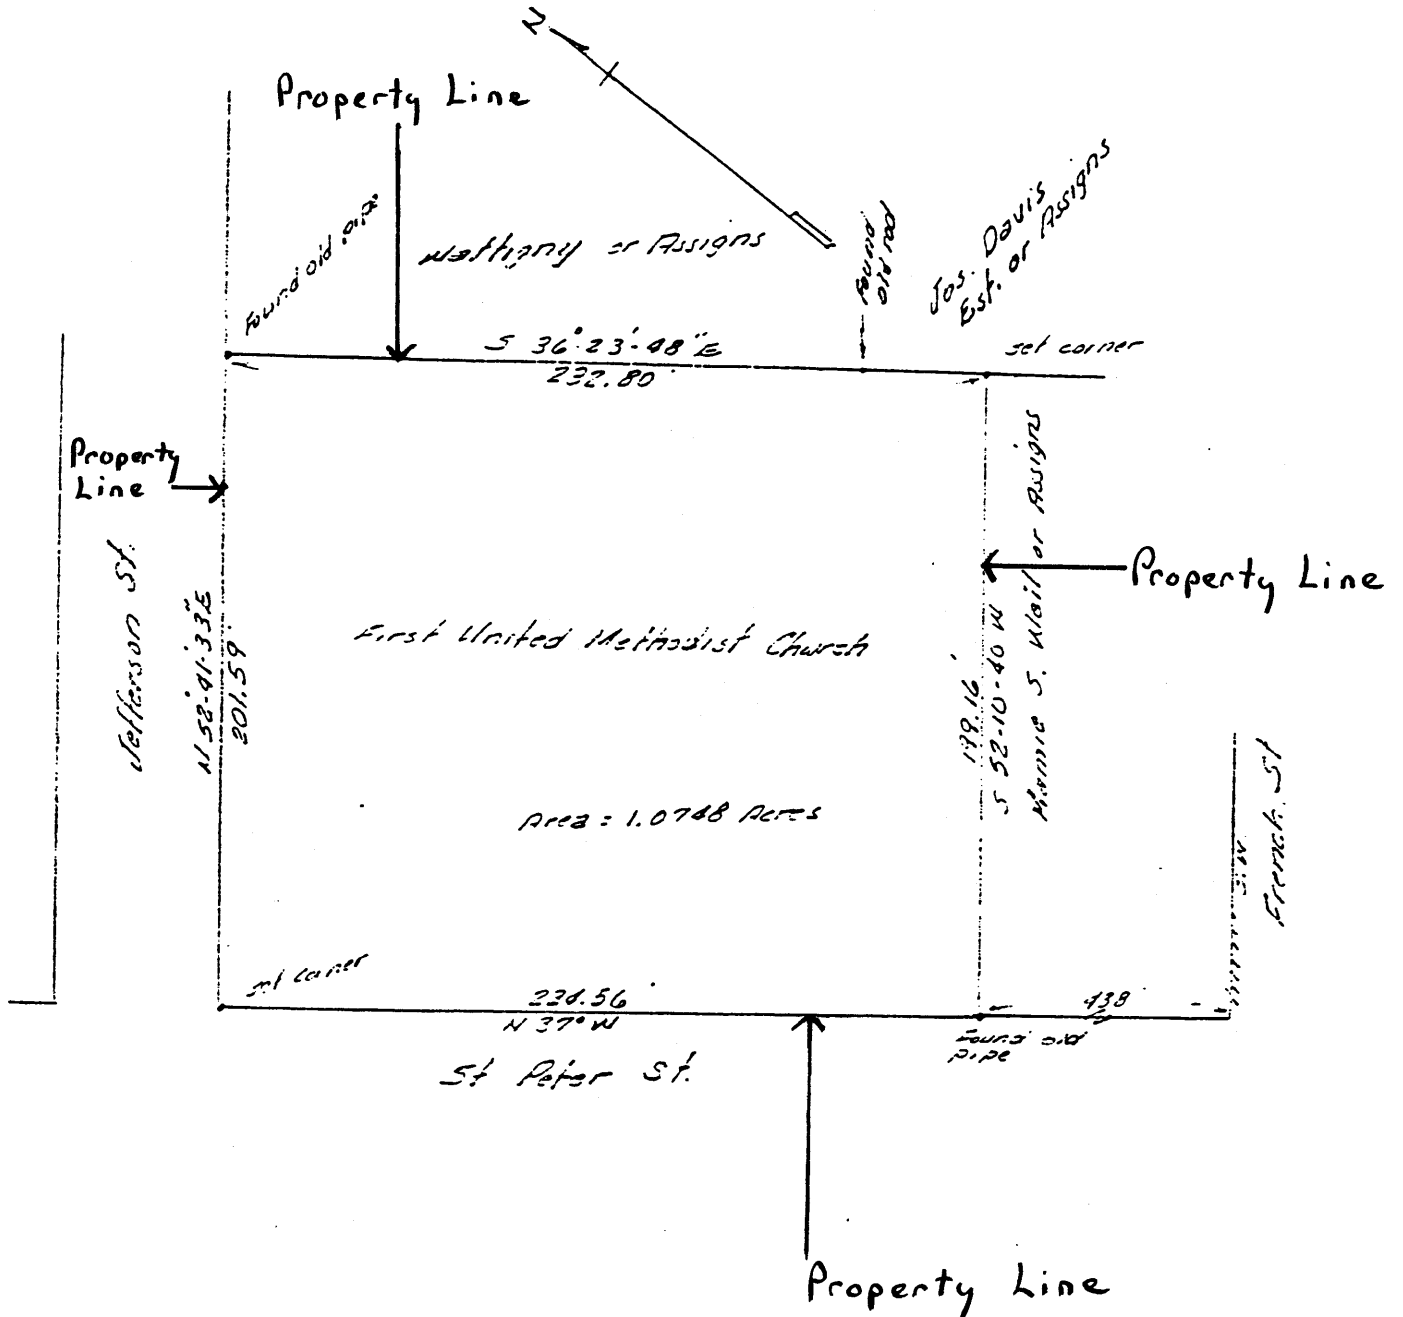 N
Property Line
Found old pipe
Wattigny or Assigns
Found
old rod
Jos. Davis
Est. or Assigns
S 36°-23'-48" E
232.80'
set corner
Property
Line
Jefferson St.
N 52°-41'-33" E
201.59'
Property Line
199.16'
S 52-10-40 W
S. or Assigns
First United Methodist Church
Area = 1.0748 Acres
French St
set corner
N 37° W
438
Found old
pipe
St Peter St.
Property Line